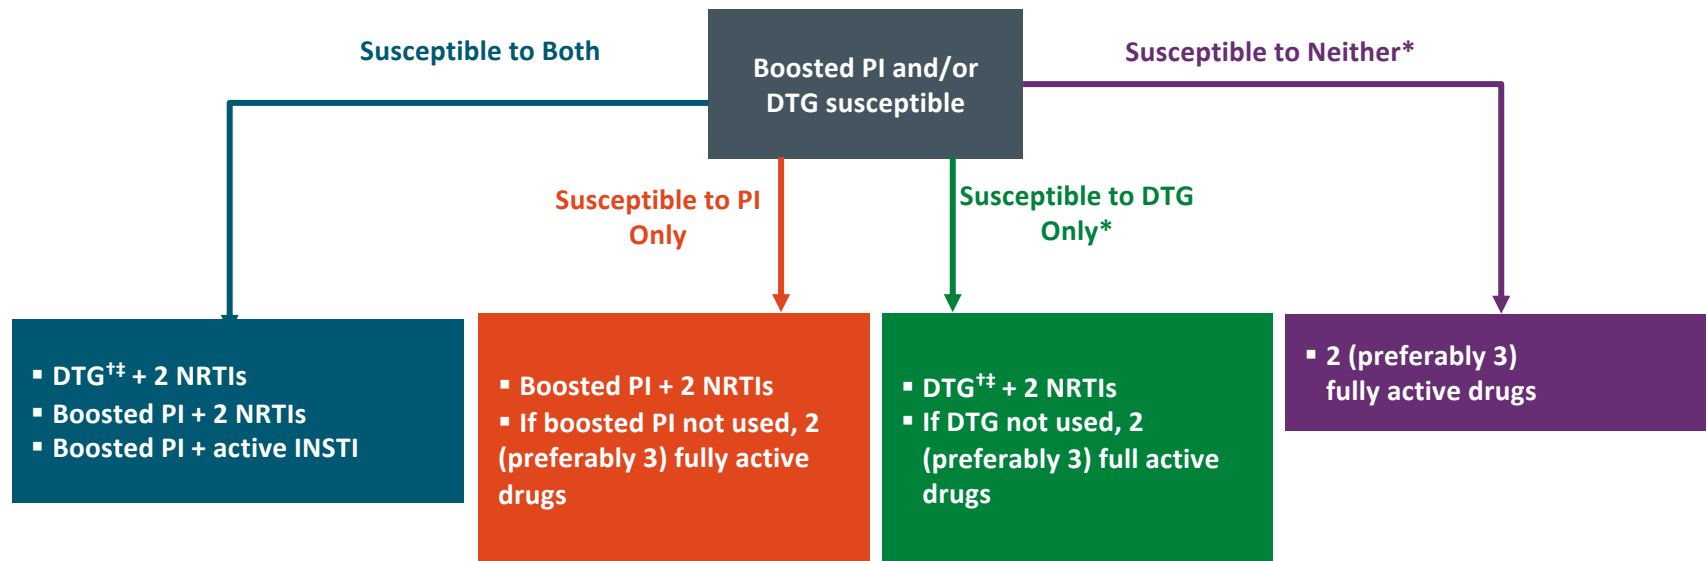 Boosted PI and/or
DTG susceptible
Susceptible to Both
Susceptible to PI
Only
Susceptible to DTG
Only*
Susceptible to Neither*
▪ DTG†‡ + 2 NRTIs
▪ Boosted PI + 2 NRTIs
▪ Boosted PI + active INSTI
▪ Boosted PI + 2 NRTIs
▪ If boosted PI not used, 2
(preferably 3) fully active
drugs
▪ DTG†‡ + 2 NRTIs
▪ If DTG not used, 2
(preferably 3) full active
drugs
▪ 2 (preferably 3)
fully active drugs